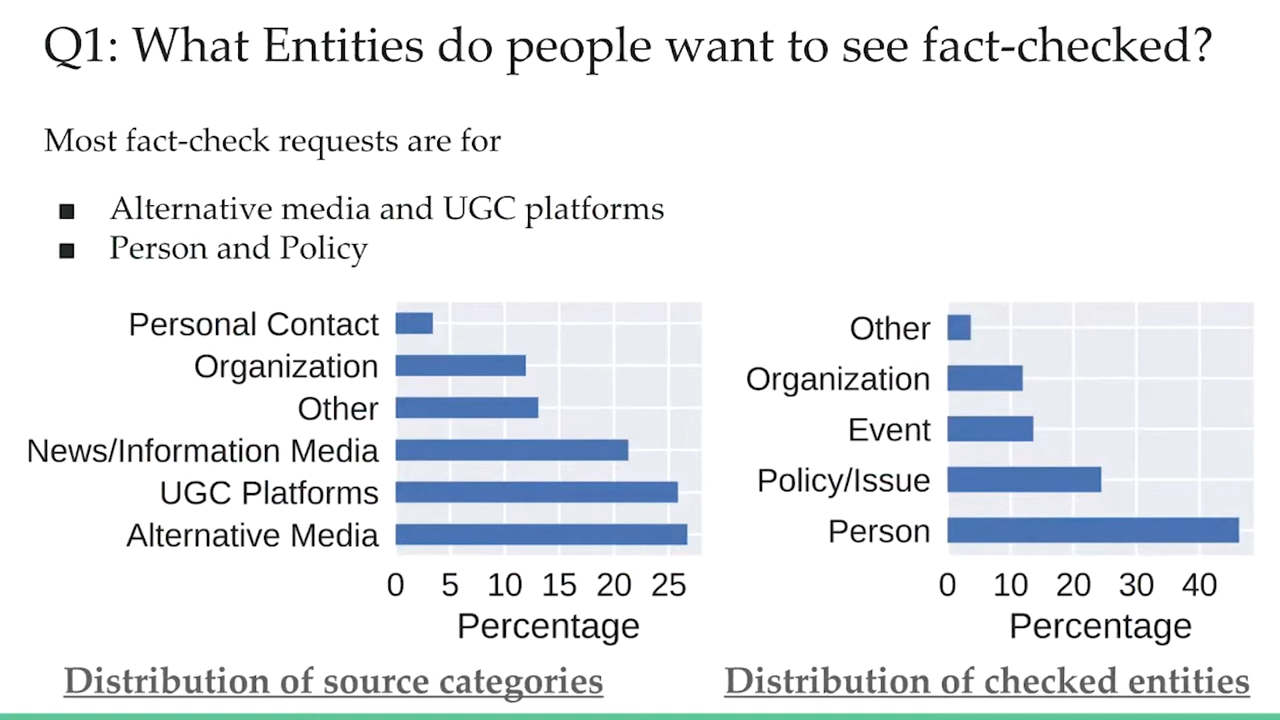 Q1: What Entities do people want to see fact-checked?
Most fact-check requests are for
■ Alternative media and UGC platforms
■ Person and Policy
Personal Contact
Organization
Other
News/Information Media
UGC Platforms
Alternative Media
0 5 10 15 20 25
Percentage
Distribution of source categories
Other
Organization
Event
Policy/Issue
Person
0 10 20 30 40
Percentage
Distribution of checked entities